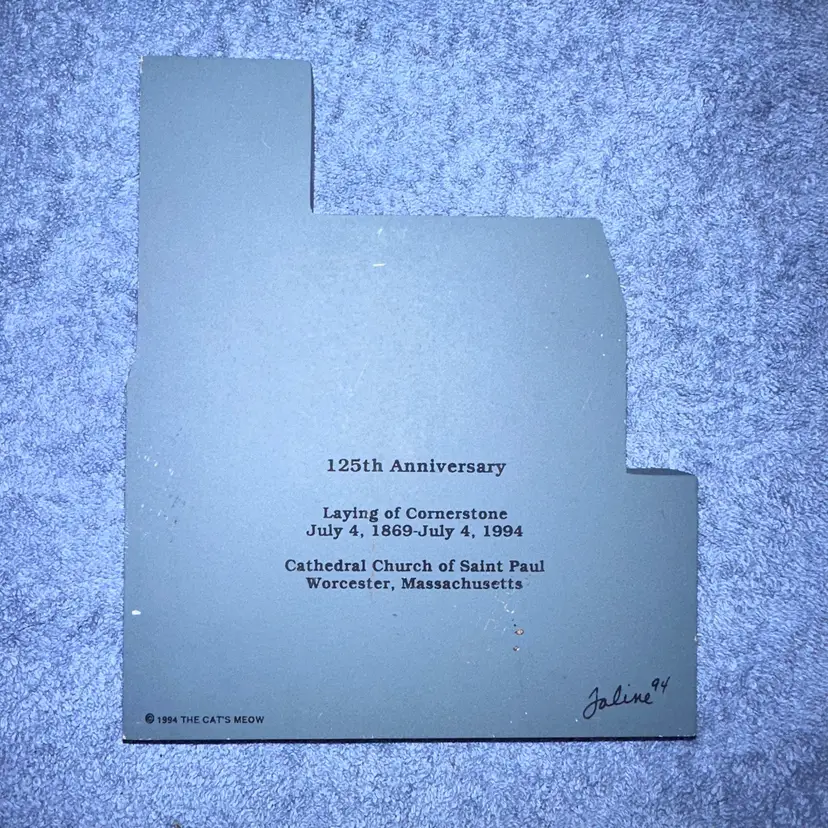 125th Anniversary
Laying of Cornerstone
July 4, 1869-July 4, 1994
Cathedral Church of Saint Paul
Worcester, Massachusetts
Faline 94
© 1994 THE CAT'S MEOW